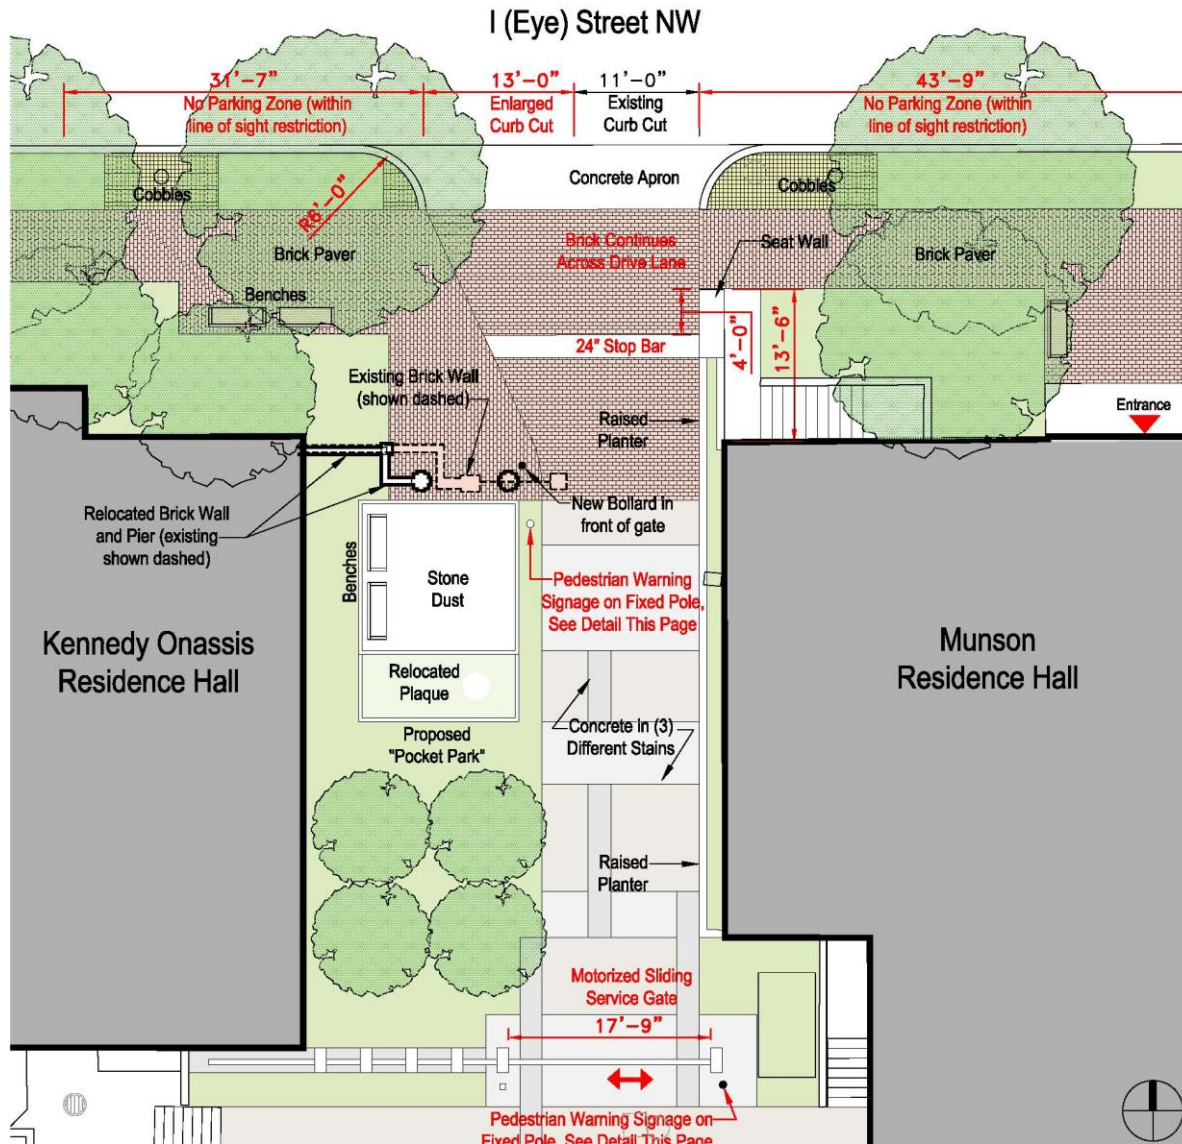 I (Eye) Street NW
31'-7"
No Parking Zone (within
line of sight restriction)
13'-0"
Enlarged
Curb Cut
11'-0"
Existing
Curb Cut
43'-9"
No Parking Zone (within
line of sight restriction)
Cobbles
R6'-0"
Concrete Apron
Cobbles
Brick Paver
Brick Continues
Across Drive Lane
Seat Wall
Brick Paver
Benches
24" Stop Bar
4'-0"
13'-6"
Existing Brick Wall
(shown dashed)
Raised
Planter
Entrance
Relocated Brick Wall
and Pier (existing
shown dashed)
New Bollard in
front of gate
Benches
Stone
Dust
Pedestrian Warning
Signage on Fixed Pole,
See Detail This Page
Kennedy Onassis
Residence Hall
Munson
Residence Hall
Relocated
Plaque
Concrete in (3)
Different Stains
Proposed
"Pocket Park"
Raised
Planter
Motorized Sliding
Service Gate
17'-9"
Pedestrian Warning Signage on
Fixed Pole, See Detail This Page